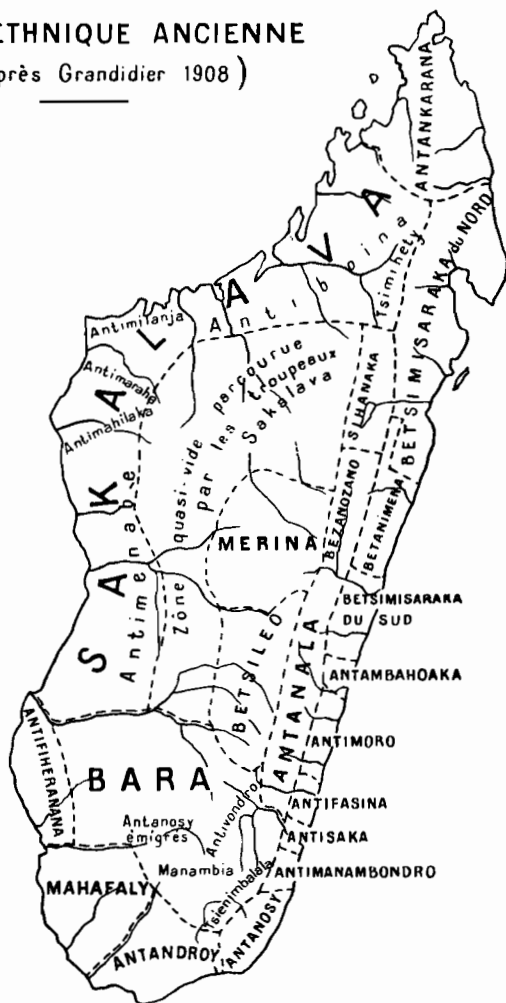 ETHNIQUE ANCIENNE
près Grandidier 1908)
ANTANKARANA
SAKALAVA
Antiboina
Tsimihety
BETSIMISARAKA du NORD
Antimilanja
Antimaraha
Antimahilaka
Antimenabe
Zône quasi-vide parcourue
par les troupeaux
Sakalava
SIHANAKA
BEZANOZANO
BETANIMENA
MERINA
BETSIMISARAKA
DU SUD
BETSILEO
ANTANALA
ANTAMBAHOAKA
ANTIMORO
ANTIFIHERANANA
BARA
ANTIFASINA
Antivondro
Antanosy
émigrés
ANTISAKA
Manambia
ANTIMANAMBONDRO
MAHAFALY
Tsienimbalala
ANTANOSY
ANTANDROY